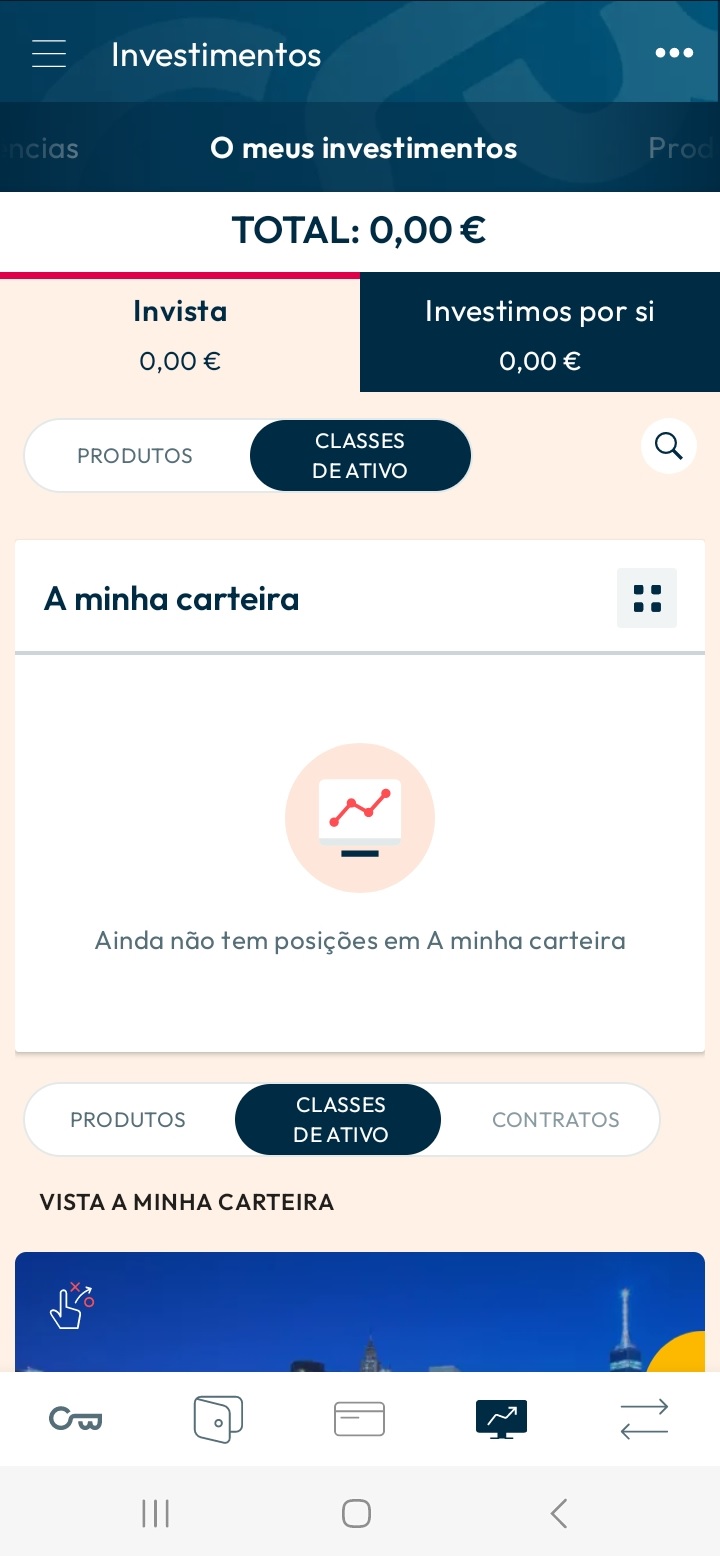 Investimentos
ncias
O meus investimentos
Prod
TOTAL: 0,00 €
Invista
Investimos por si
0,00 €
0,00 €
PRODUTOS
CLASSES
DE ATIVO
A minha carteira
Ainda não tem posições em A minha carteira
PRODUTOS
CLASSES
DE ATIVO
CONTRATOS
VISTA A MINHA CARTEIRA